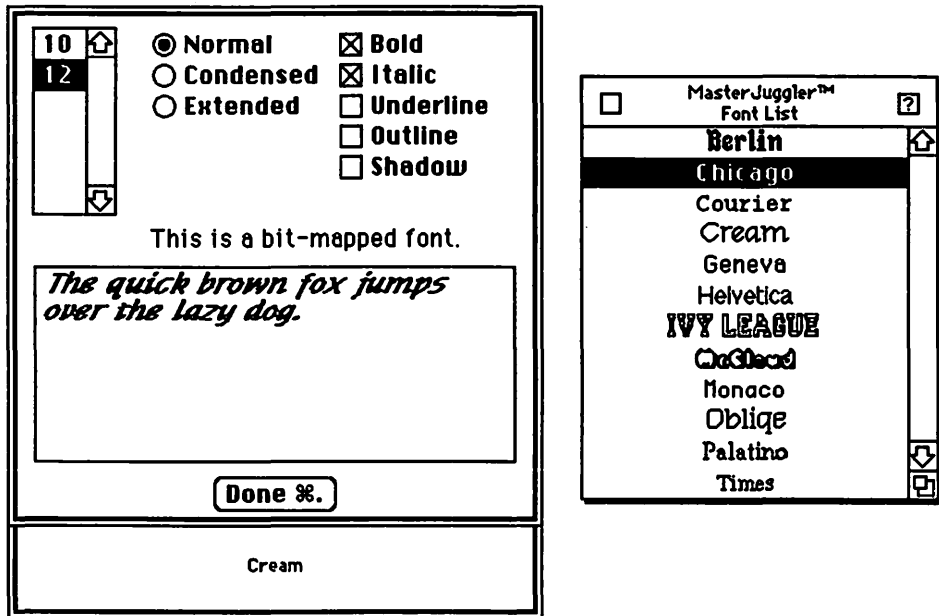 10
12
Normal
Condensed
Extended
Bold
Italic
Underline
Outline
Shadow
This is a bit-mapped font.
The quick brown fox jumps
over the lazy dog.
Done ⌘.
Cream
MasterJuggler™
Font List
?
Berlin
Chicago
Courier
Cream
Geneva
Helvetica
IVY LEAGUE
McCloud
Monaco
Obliqe
Palatino
Times